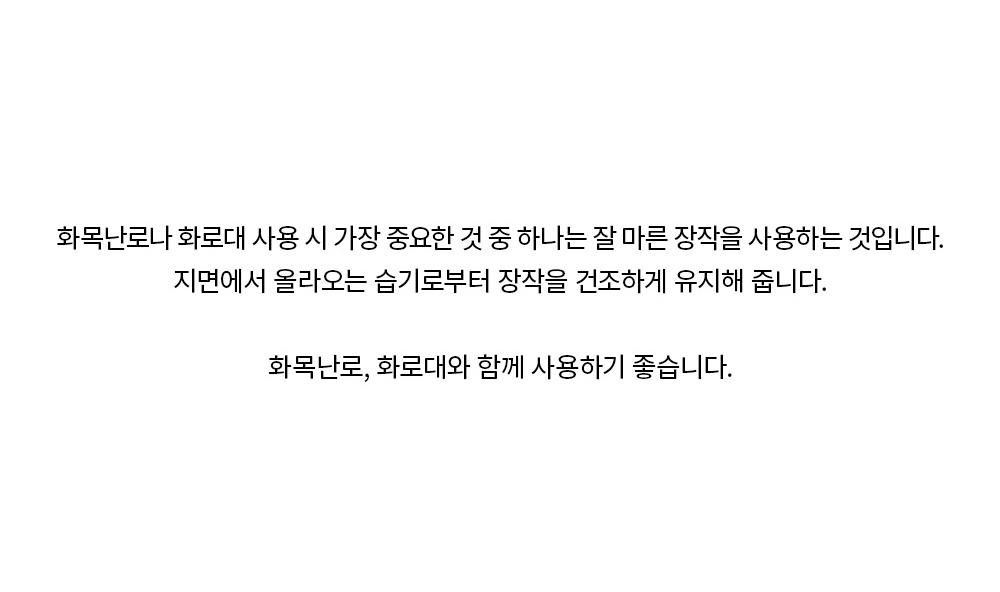 화목난로나 화로대 사용 시 가장 중요한 것 중 하나는 잘 마른 장작을 사용하는 것입니다.
지면에서 올라오는 습기로부터 장작을 건조하게 유지해 줍니다.
화목난로, 화로대와 함께 사용하기 좋습니다.